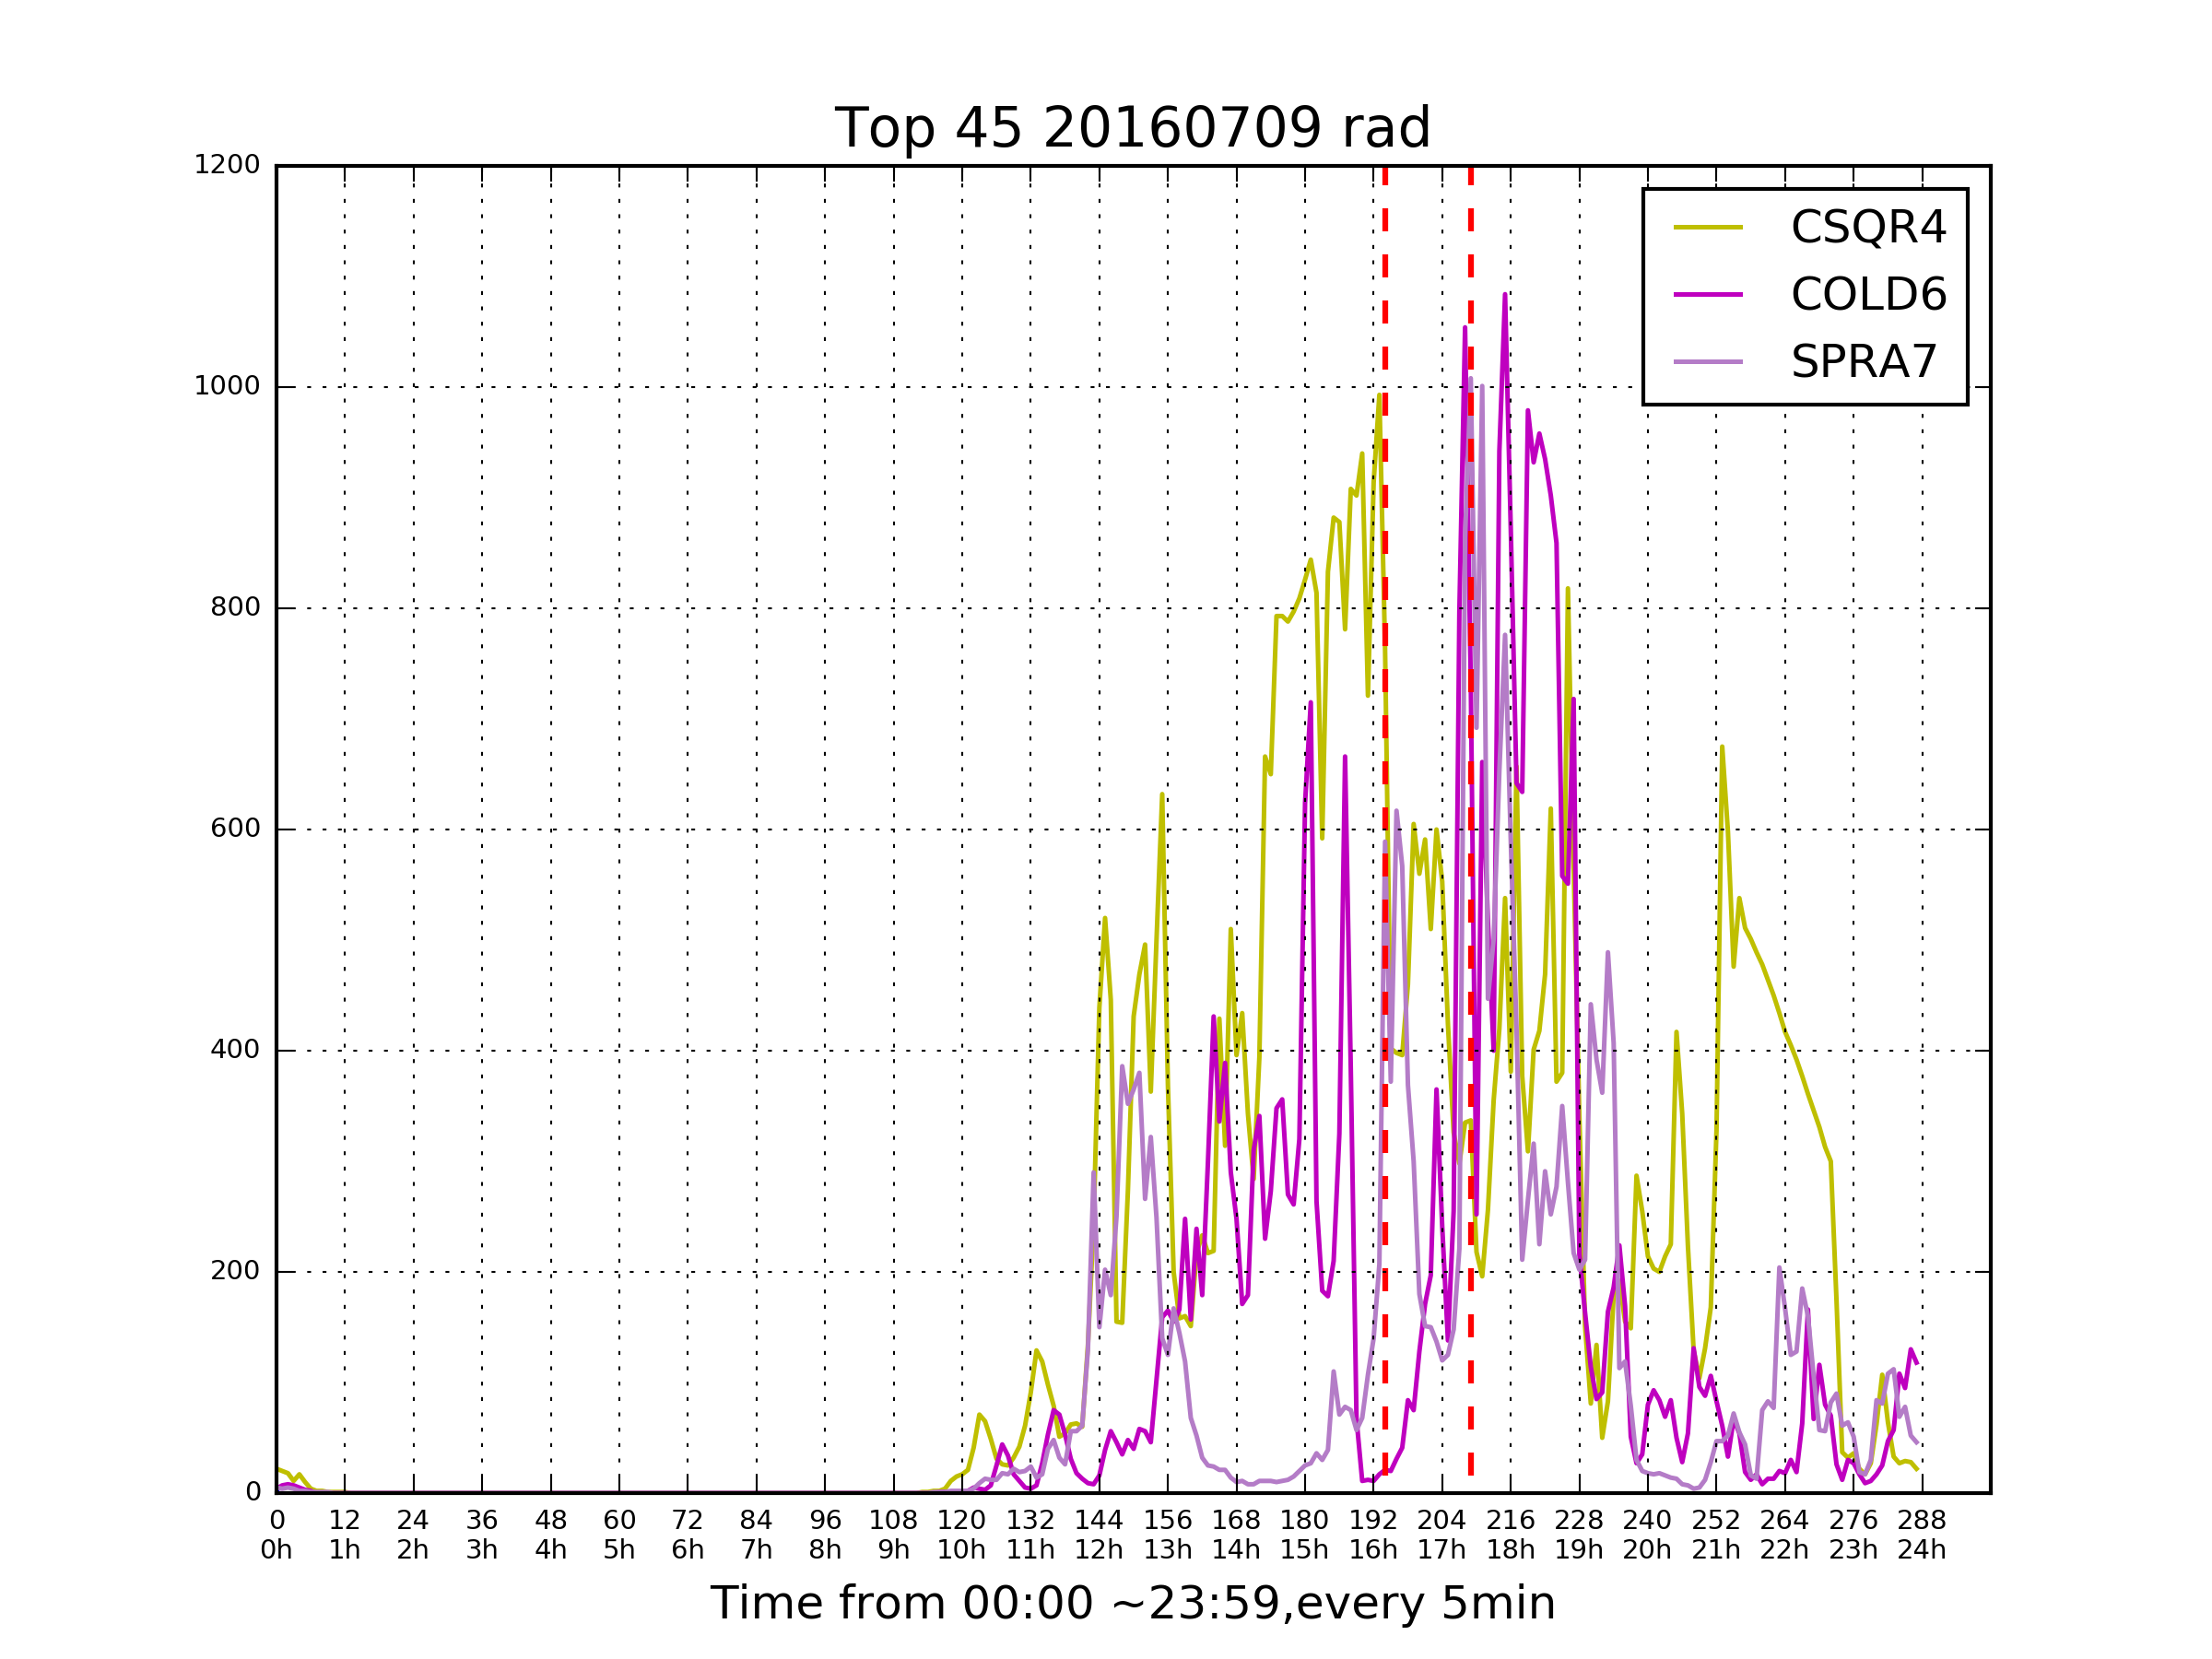 Top 45 20160709 rad
1200
1000
800
600
400
200
0
CSQR4
COLD6
SPRA7
0 12 24 36 48 60 72 84 96 108 120 132 144 156 168 180 192 204 216 228 240 252 264 276 288
0h 1h 2h 3h 4h 5h 6h 7h 8h 9h 10h 11h 12h 13h 14h 15h 16h 17h 18h 19h 20h 21h 22h 23h 24h
Time from 00:00 ~23:59,every 5min